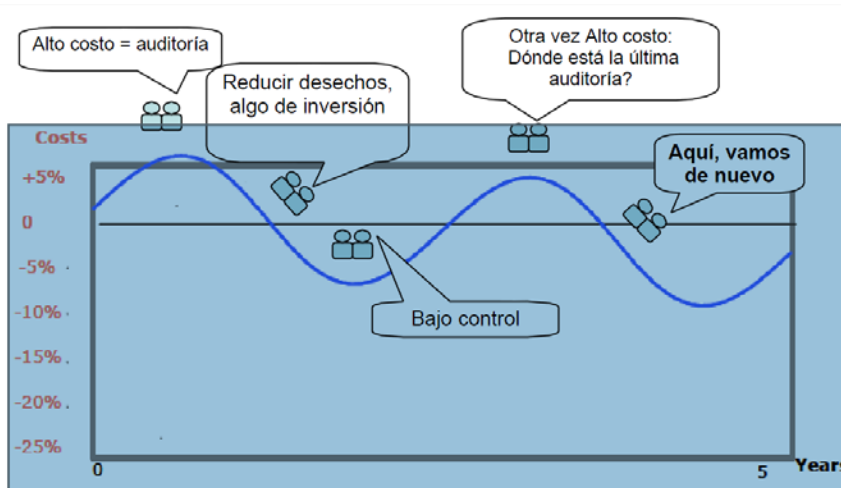 Alto costo = auditoría
Otra vez Alto costo:
Dónde está la última
auditoría?
Reducir desechos,
algo de inversión
Costs
Aquí, vamos
de nuevo
+5%
0
-5%
Bajo control
-10%
-15%
-20%
-25%
0
5
Years